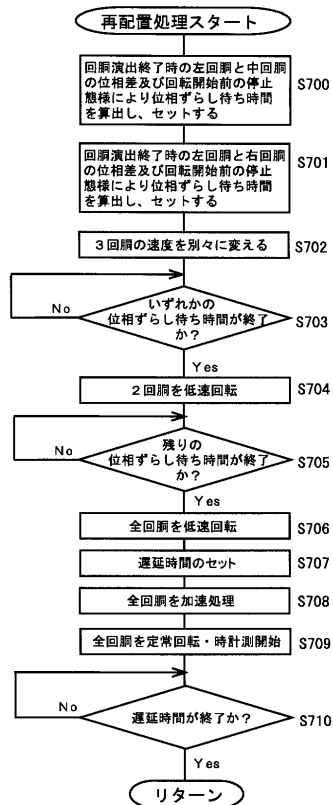 再配置処理スタート
回胴演出終了時の左回胴と中回胴
の位相差及び回転開始前の停止
態様により位相ずらし待ち時間
を算出し、セットする
S700
回胴演出終了時の左回胴と右回胴
の位相差及び回転開始前の停止
態様により位相ずらし待ち時間
を算出し、セットする
S701
3回胴の速度を別々に変える
S702
いずれかの
位相ずらし待ち時間が終了
か?
S703
No
Yes
2回胴を低速回転
S704
残りの
位相ずらし待ち時間が終了
か?
S705
No
Yes
全回胴を低速回転
S706
遅延時間のセット
S707
全回胴を加速処理
S708
全回胴を定常回転・時計測開始
S709
遅延時間が終了か?
S710
No
Yes
リターン